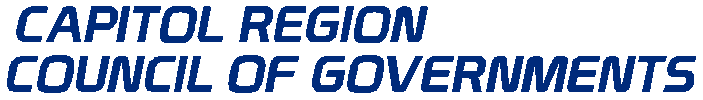 CAPITOL REGION
COUNCIL OF GOVERNMENTS